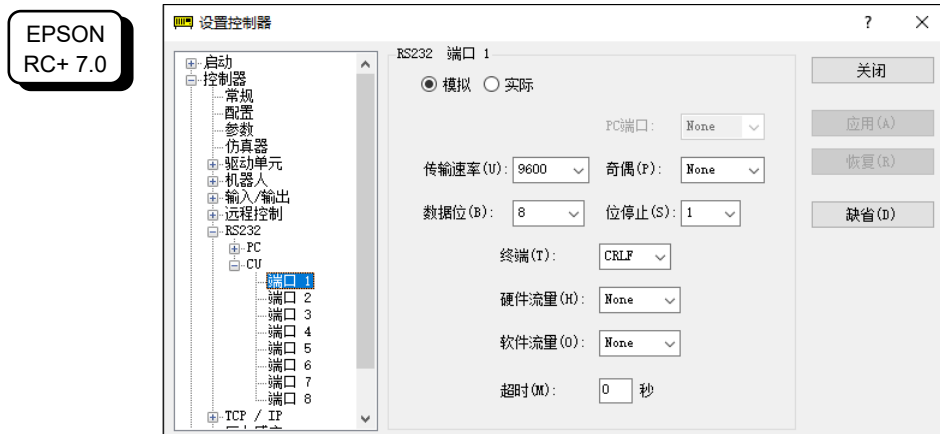 EPSON
RC+ 7.0
设置控制器
启动
控制器
常规
配置
参数
仿真器
驱动单元
机器人
输入/输出
远程控制
RS232
PC
CU
端口 1
端口 2
端口 3
端口 4
端口 5
端口 6
端口 7
端口 8
TCP / IP
RS232 端口 1
模拟 实际
PC端口: None
传输速率(U): 9600 奇偶(P): None
数据位(B): 8 位停止(S): 1
终端(T): CRLF
硬件流量(H): None
软件流量(O): None
超时(M): 0 秒
关闭
应用(A)
恢复(R)
缺省(D)